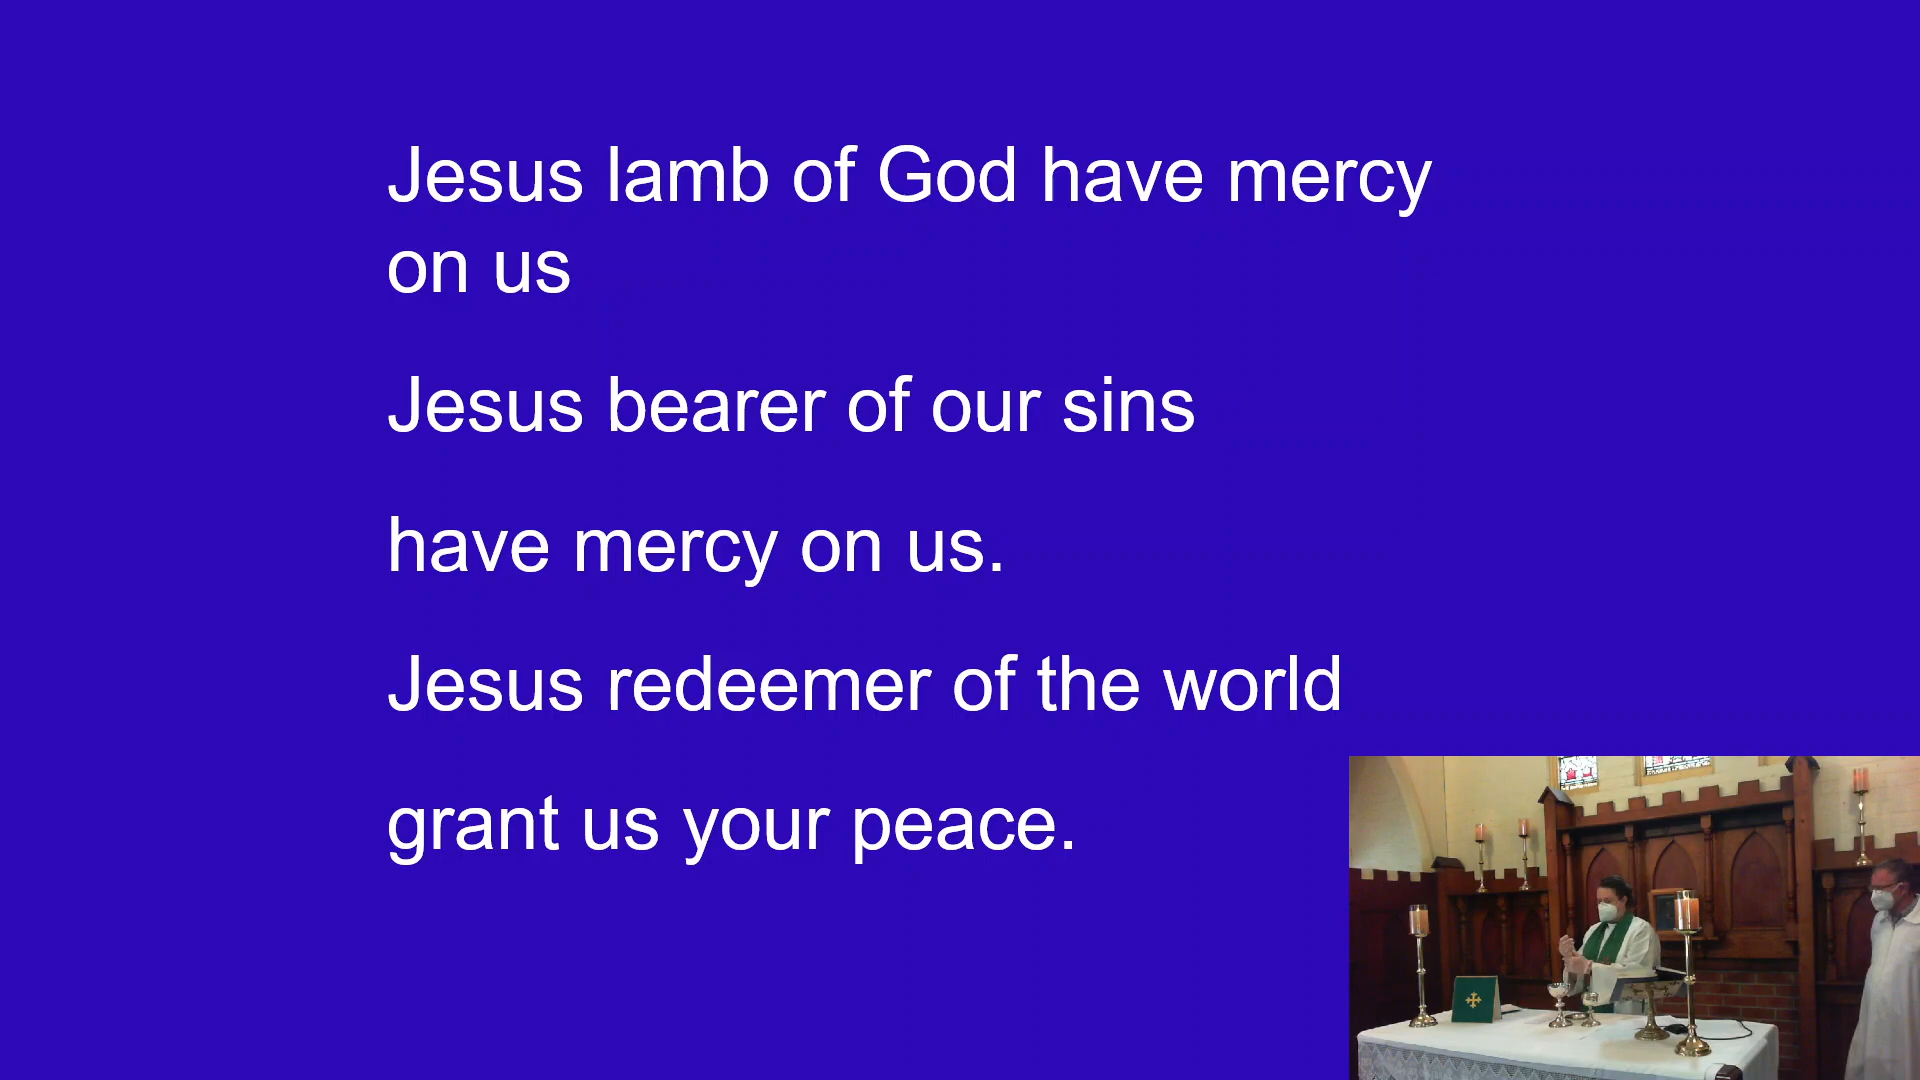 Jesus lamb of God have mercy
on us
Jesus bearer of our sins
have mercy on us.
Jesus redeemer of the world
grant us your peace.